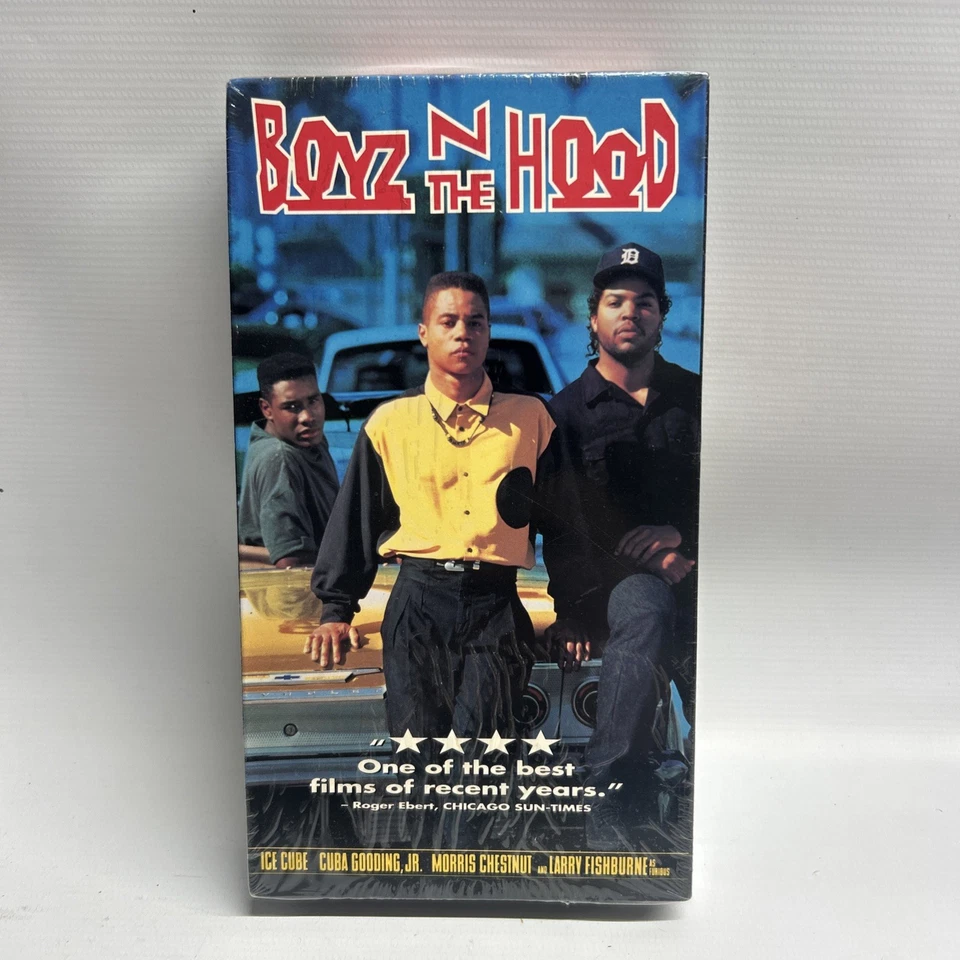 BOYZ N THE HOOD
D
"★★★★
One of the best
films of recent years."
– Roger Ebert, CHICAGO SUN-TIMES
ICE CUBE CUBA GOODING, JR. MORRIS CHESTNUT AND LARRY FISHBURNE AS FURIOUS